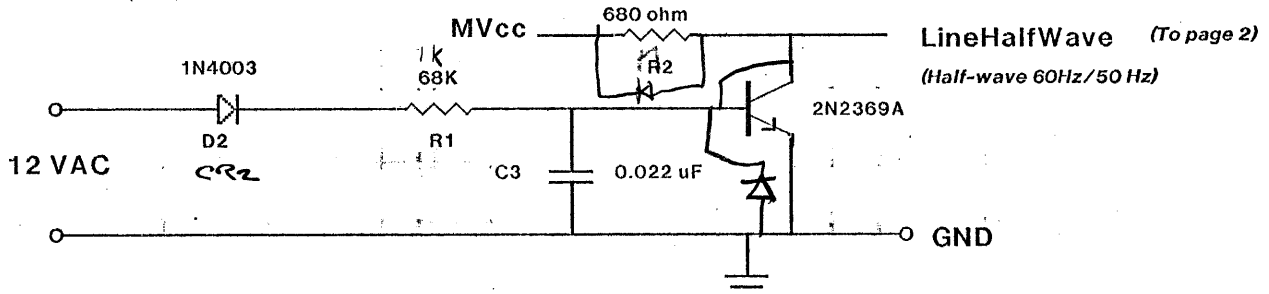 680 ohm
MVcc
LineHalfWave (To page 2)
1K
R2
(Half-wave 60Hz/50 Hz)
1N4003
68K
2N2369A
D2
R1
12 VAC
CR2
C3
0.022 uF
GND